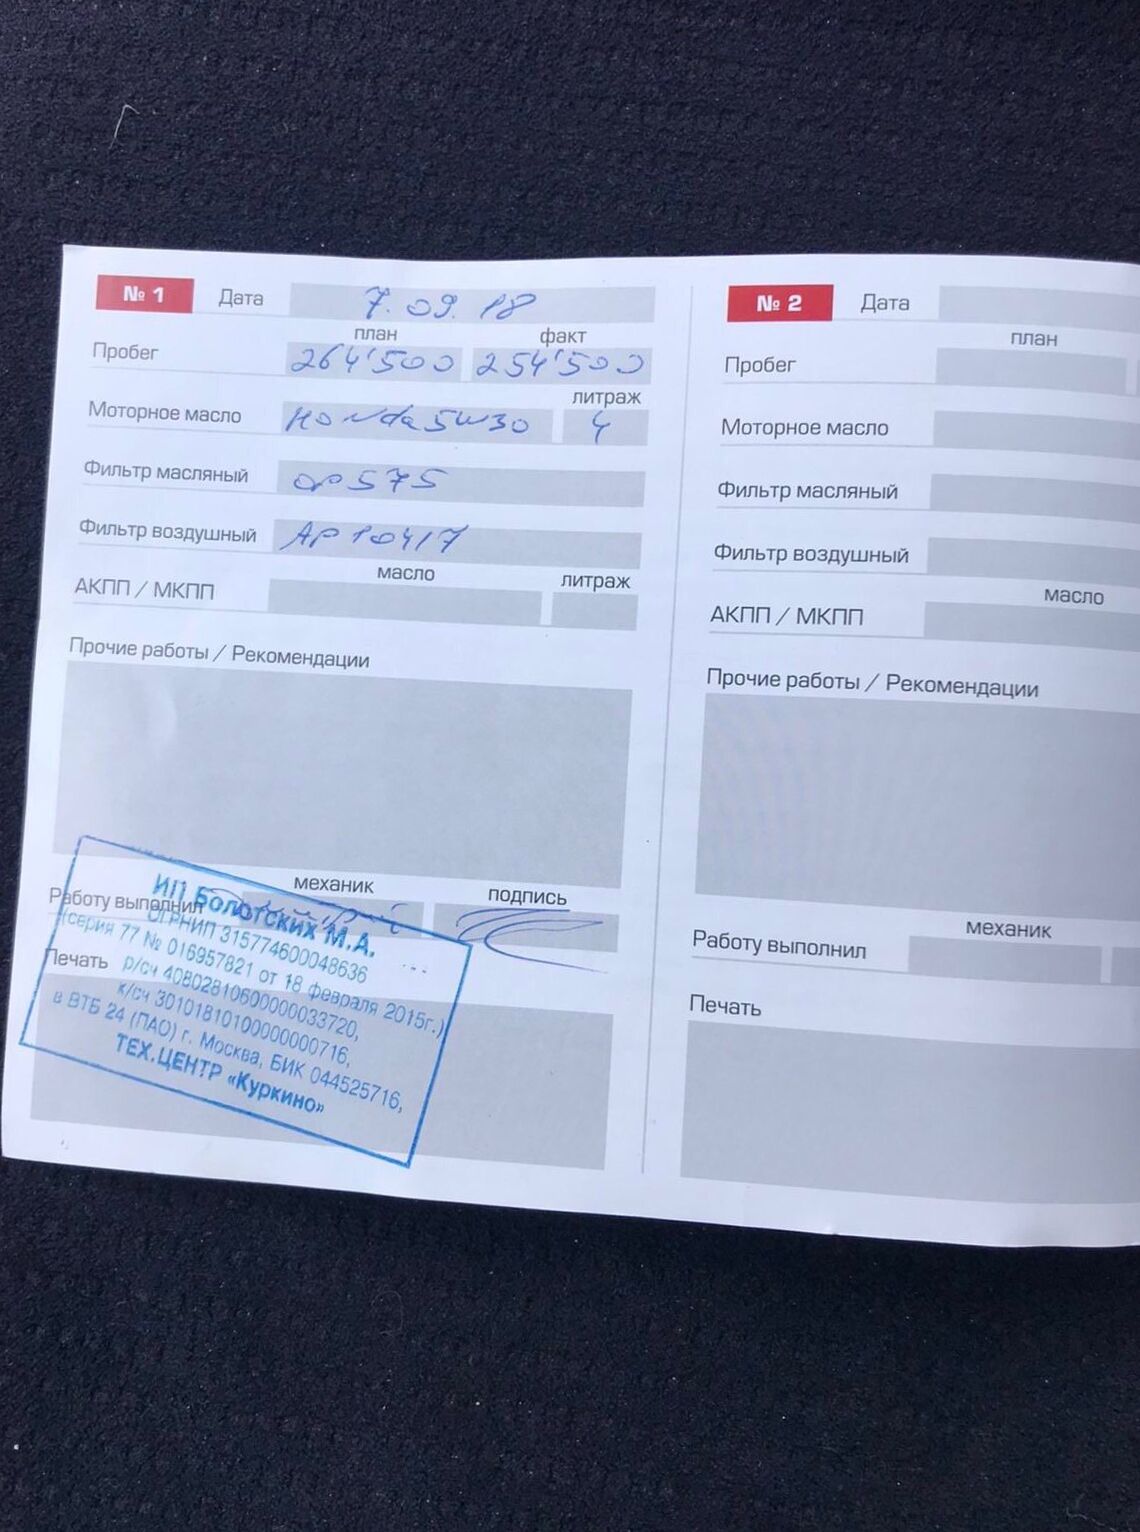 № 1 Дата 7.09.18
план факт
Пробег 264'500 254'500
литраж
Моторное масло Honda 5w30 4
Фильтр масляный OP575
Фильтр воздушный AP104/7
масло литраж
АКПП / МКПП
Прочие работы / Рекомендации
механик подпись
Работу выполнил
Печать
ИП Болотских М.А.
ОГРНИП 315774600048636
(серия 77 № 016957821 от 18 февраля 2015г.)
р/сч 40802810600000033720,
к/сч 30101810100000000716,
в ВТБ 24 (ПАО) г. Москва, БИК 044525716,
ТЕХ.ЦЕНТР «Куркино»
№ 2 Дата
план
Пробег
Моторное масло
Фильтр масляный
Фильтр воздушный
масло
АКПП / МКПП
Прочие работы / Рекомендации
механик
Работу выполнил
Печать